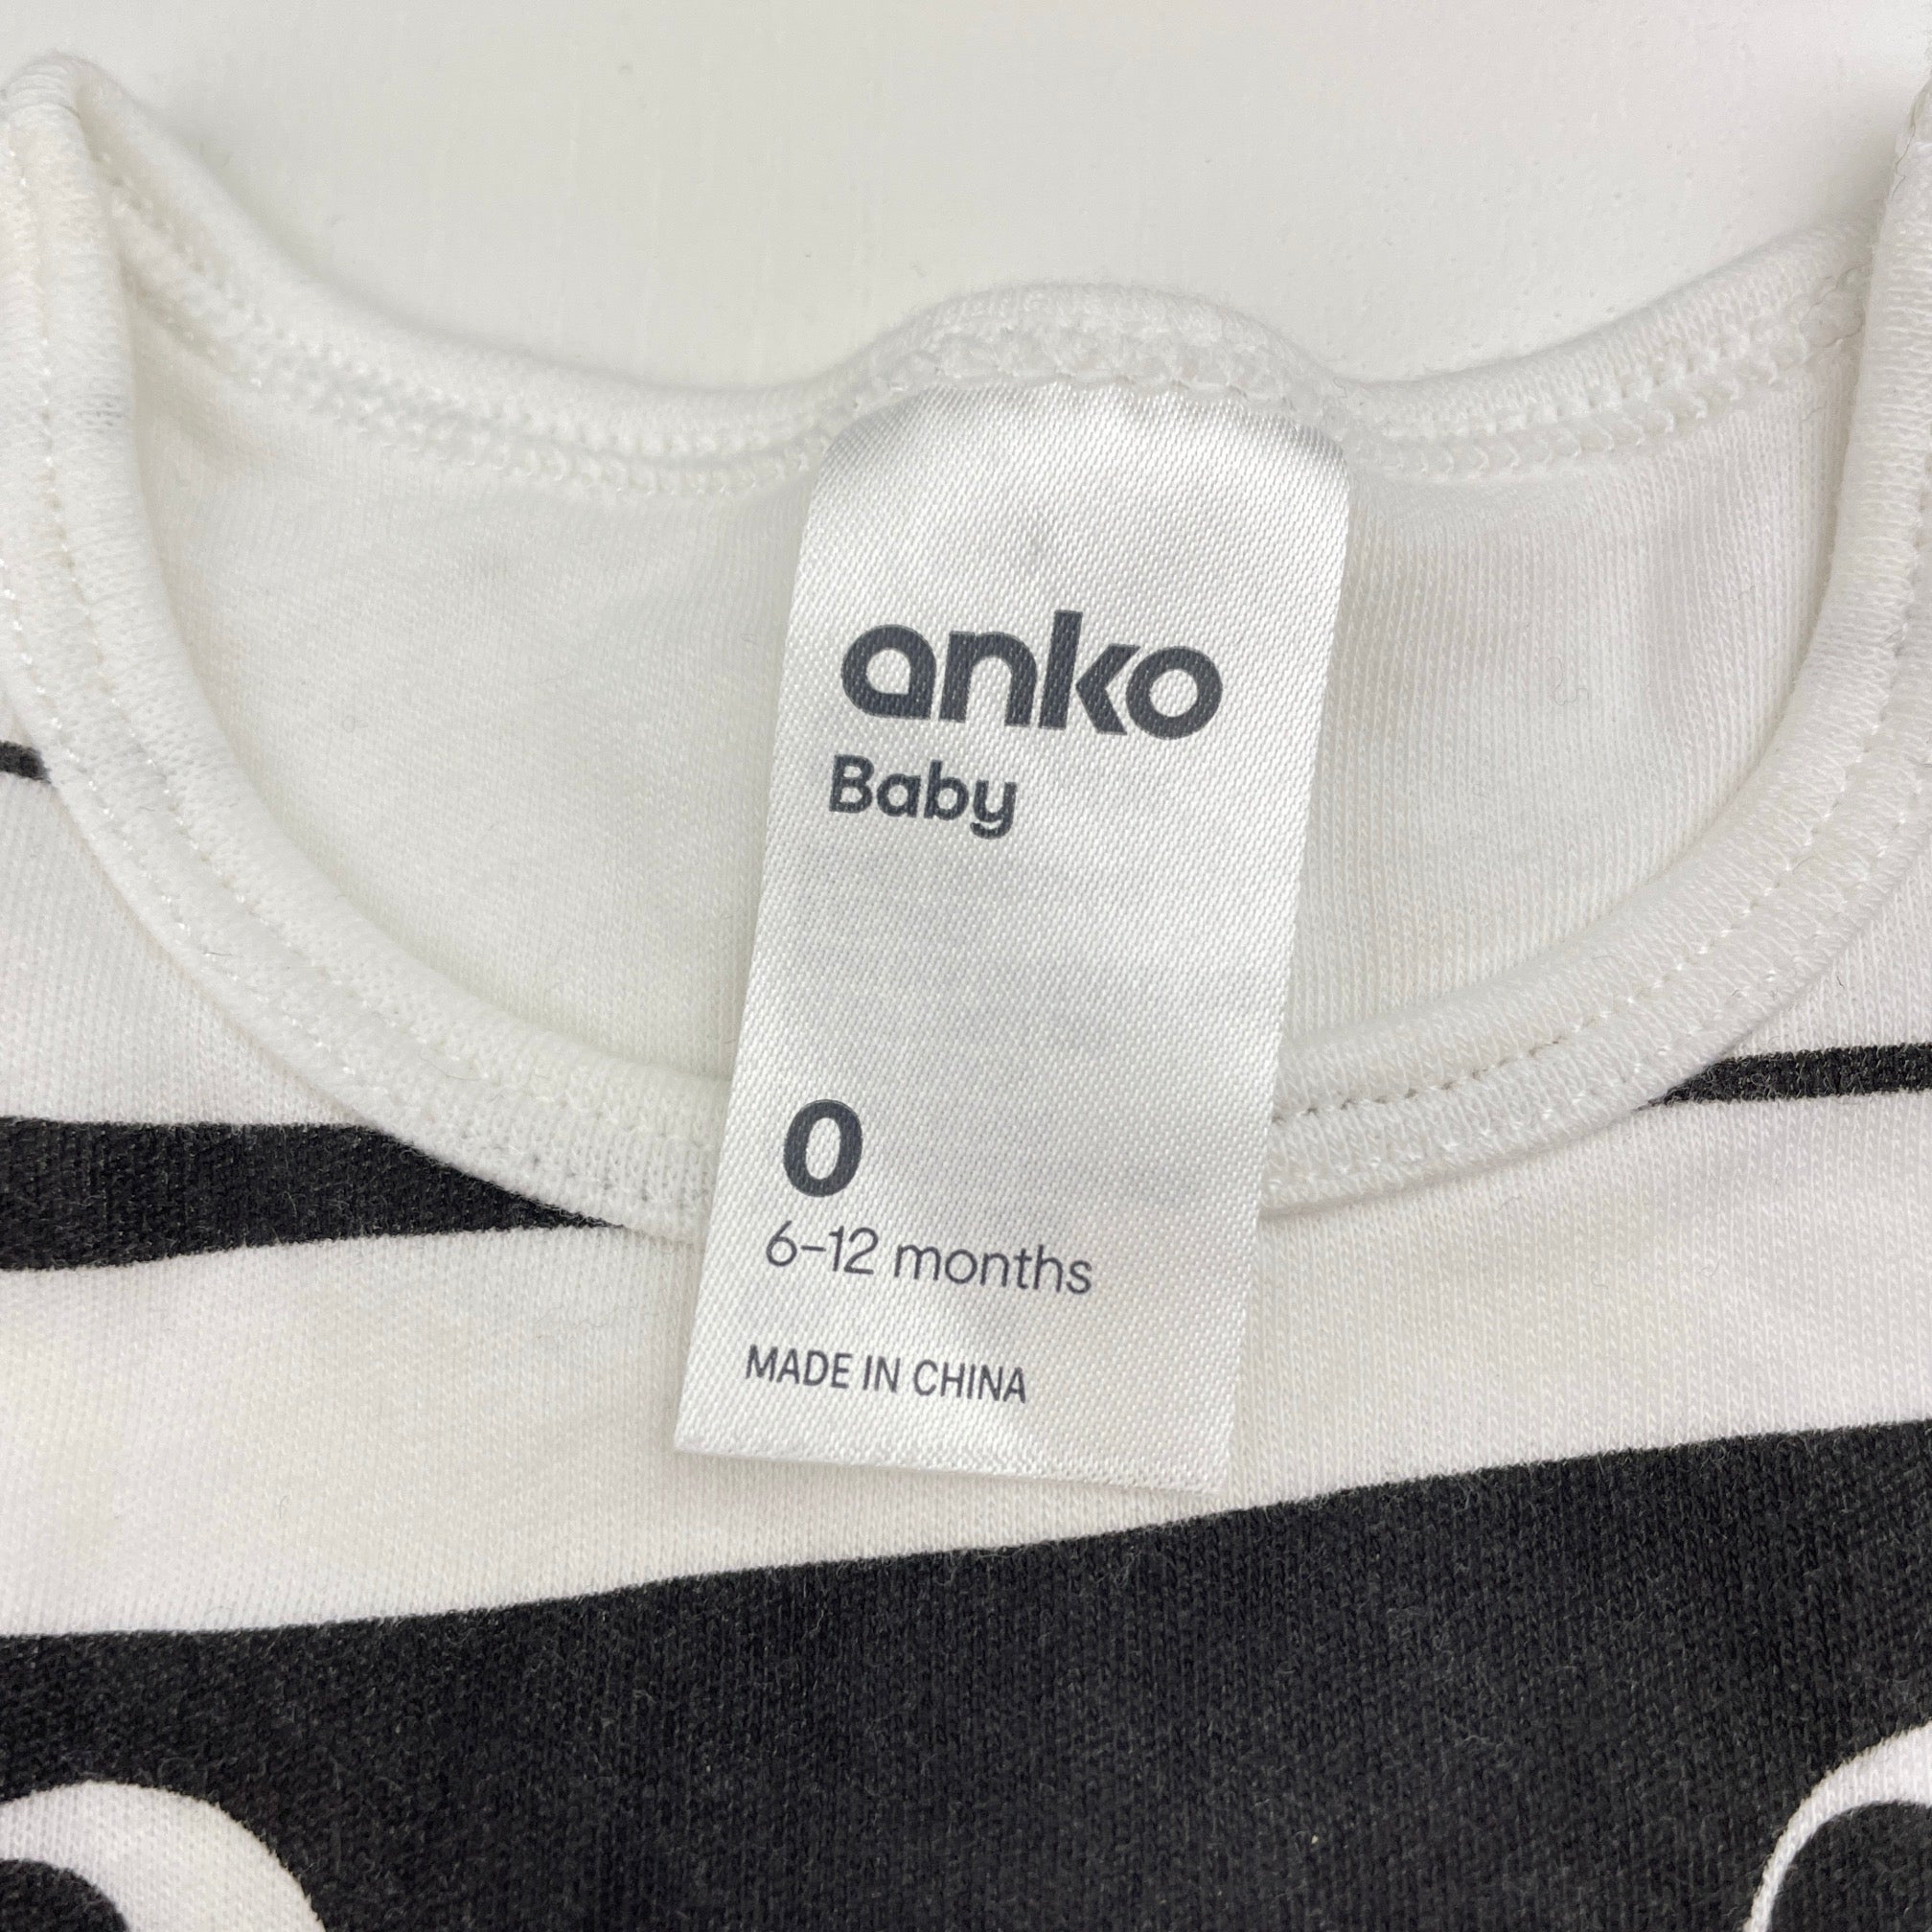 anko
Baby
0
6-12 months
MADE IN CHINA